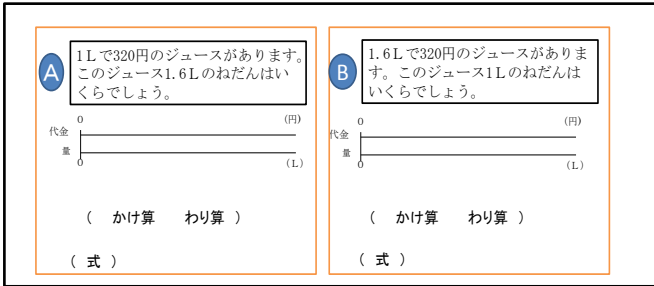 A
1Lで320円のジュースがあります。
このジュース1.6Lのねだんはい
くらでしょう。
0
(円)
代金
量
0
(L)
( かけ算 わり算 )
( 式 )
B
1.6Lで320円のジュースがありま
す。このジュース1Lのねだんは
いくらでしょう。
0
(円)
代金
量
0
(L)
( かけ算 わり算 )
( 式 )